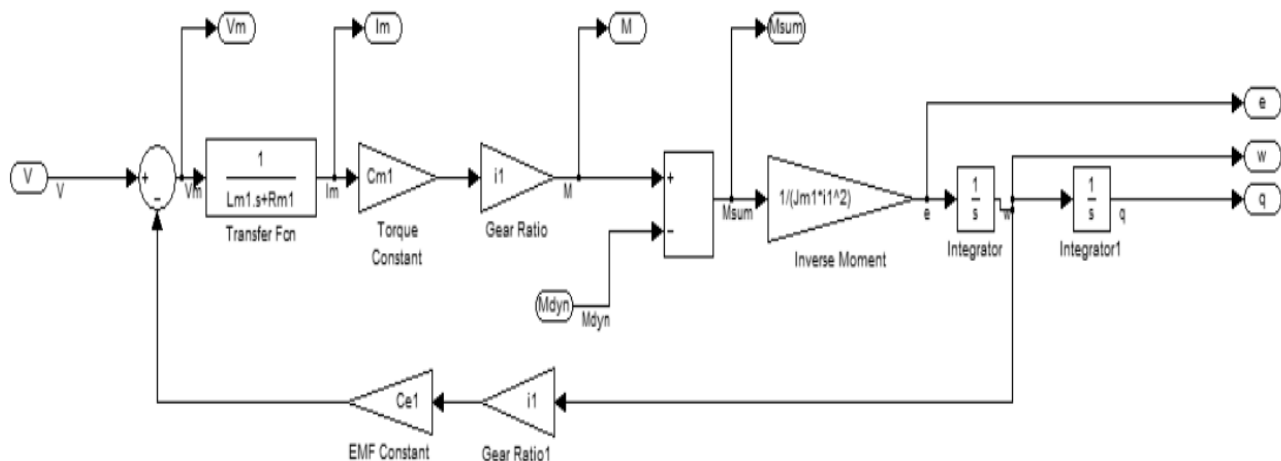 Vm
Im
M
Msum
e
V
V
+
−
Vm
1
Lm1.s+Rm1
Transfer Fcn
Im
Cm1
Torque
Constant
i1
Gear Ratio
M
+
−
Msum
1/(Jm1*i1^2)
Inverse Moment
e
1
s
Integrator
w
1
s
Integrator1
q
w
q
Mdyn
Mdyn
Ce1
EMF Constant
i1
Gear Ratio1